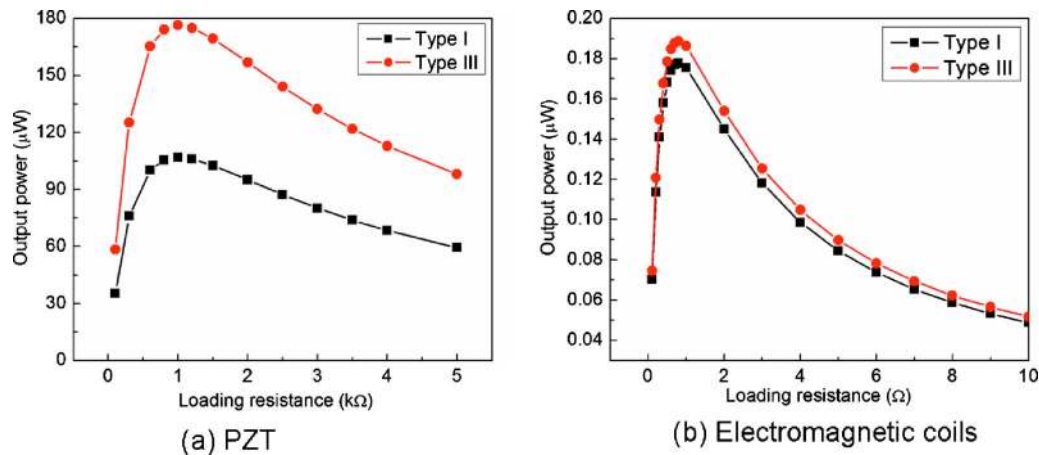 180
150
120
90
60
30
0
Output power (μW)
Type I
Type III
0 1 2 3 4 5
Loading resistance (kΩ)
(a) PZT
0.20
0.18
0.16
0.14
0.12
0.10
0.08
0.06
0.04
Output power (μW)
Type I
Type III
0 2 4 6 8 10
Loading resistance (Ω)
(b) Electromagnetic coils